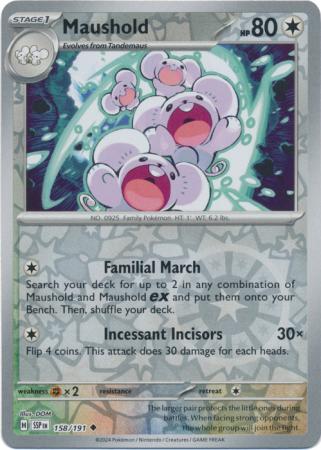 STAGE1
Maushold
HP 80
Evolves from Tandemaus
NO. 0925 Family Pokémon HT: 1' WT: 6.2 lbs.
Familial March
Search your deck for up to 2 in any combination of
Maushold and Maushold ex and put them onto
your Bench. Then, shuffle your deck.
Incessant Incisors 30×
Flip 4 coins. This attack does 30 damage for each heads.
weakness ×2 resistance retreat
Illus. DOM
H SSP EN 158/191
The larger pair protects the little ones during
battles. When facing strong opponents, the
whole group will join the fight.
©2024 Pokémon / Nintendo / Creatures / GAME FREAK